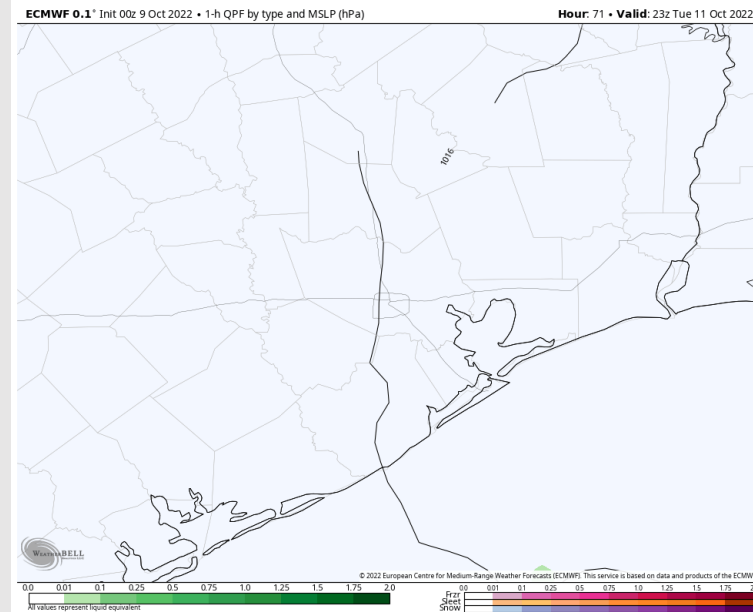 ECMWF 0.1° Init 00z 9 Oct 2022 • 1-h QPF by type and MSLP (hPa)
Hour: 71 • Valid: 23z Tue 11 Oct 2022
1016
WeatherBELL
© 2022 European Centre for Medium-Range Weather Forecasts (ECMWF). This service is based on data and products of the ECMW
0.0 0.01 0.1 0.25 0.5 0.75 1.0 1.25 1.5 1.75 2.0
All values represent liquid equivalent
0.0 0.01 0.1 0.25 0.5 0.75 1 1.25 1.5 1.75
Frzr
Sleet
Snow